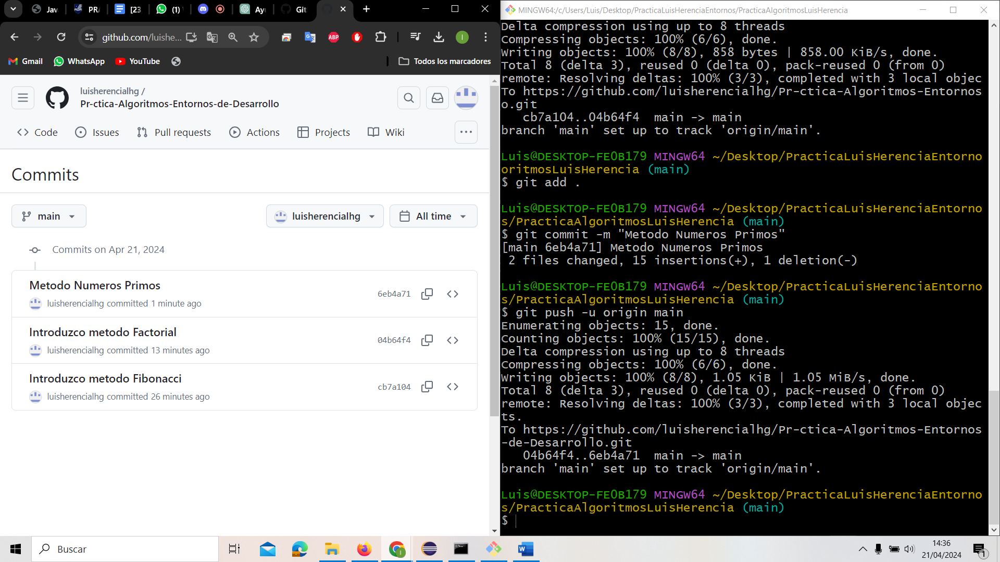 Jav
PRA
[23
(1)
Ayu
Git
github.com/luishe...
ABP
I
Gmail
WhatsApp
YouTube
Todos los marcadores
luisherencialhg /
Pr-ctica-Algoritmos-Entornos-de-Desarrollo
Code
Issues
Pull requests
Actions
Projects
Wiki
Commits
main
luisherencialhg
All time
Commits on Apr 21, 2024
Metodo Numeros Primos
luisherencialhg committed 1 minute ago
6eb4a71
Introduzco metodo Factorial
luisherencialhg committed 13 minutes ago
04b64f4
Introduzco metodo Fibonacci
luisherencialhg committed 26 minutes ago
cb7a104
MINGW64:/c/Users/Luis/Desktop/PracticaLuisHerenciaEntornos/PracticaAlgoritmosLuisHerencia
Delta compression using up to 8 threads
Compressing objects: 100% (6/6), done.
Writing objects: 100% (8/8), 858 bytes | 858.00 KiB/s, done.
Total 8 (delta 3), reused 0 (delta 0), pack-reused 0 (from 0)
remote: Resolving deltas: 100% (3/3), completed with 3 local objec
To https://github.com/luisherencialhg/Pr-ctica-Algoritmos-Entornos
o.git
cb7a104..04b64f4  main -> main
branch 'main' set up to track 'origin/main'.
Luis@DESKTOP-FE0B179 MINGW64 ~/Desktop/PracticaLuisHerenciaEntorno
oritmosLuisHerencia (main)
$ git add .
Luis@DESKTOP-FE0B179 MINGW64 ~/Desktop/PracticaLuisHerenciaEntorno
s/PracticaAlgoritmosLuisHerencia (main)
$ git commit -m "Metodo Numeros Primos"
[main 6eb4a71] Metodo Numeros Primos
2 files changed, 15 insertions(+), 1 deletion(-)
Luis@DESKTOP-FE0B179 MINGW64 ~/Desktop/PracticaLuisHerenciaEntorno
s/PracticaAlgoritmosLuisHerencia (main)
$ git push -u origin main
Enumerating objects: 15, done.
Counting objects: 100% (15/15), done.
Delta compression using up to 8 threads
Compressing objects: 100% (6/6), done.
Writing objects: 100% (8/8), 1.05 KiB | 1.05 MiB/s, done.
Total 8 (delta 3), reused 0 (delta 0), pack-reused 0 (from 0)
remote: Resolving deltas: 100% (3/3), completed with 3 local objec
ts.
To https://github.com/luisherencialhg/Pr-ctica-Algoritmos-Entornos
-de-Desarrollo.git
04b64f4..6eb4a71  main -> main
branch 'main' set up to track 'origin/main'.
Luis@DESKTOP-FE0B179 MINGW64 ~/Desktop/PracticaLuisHerenciaEntorno
s/PracticaAlgoritmosLuisHerencia (main)
$
Buscar
14:36
21/04/2024
1